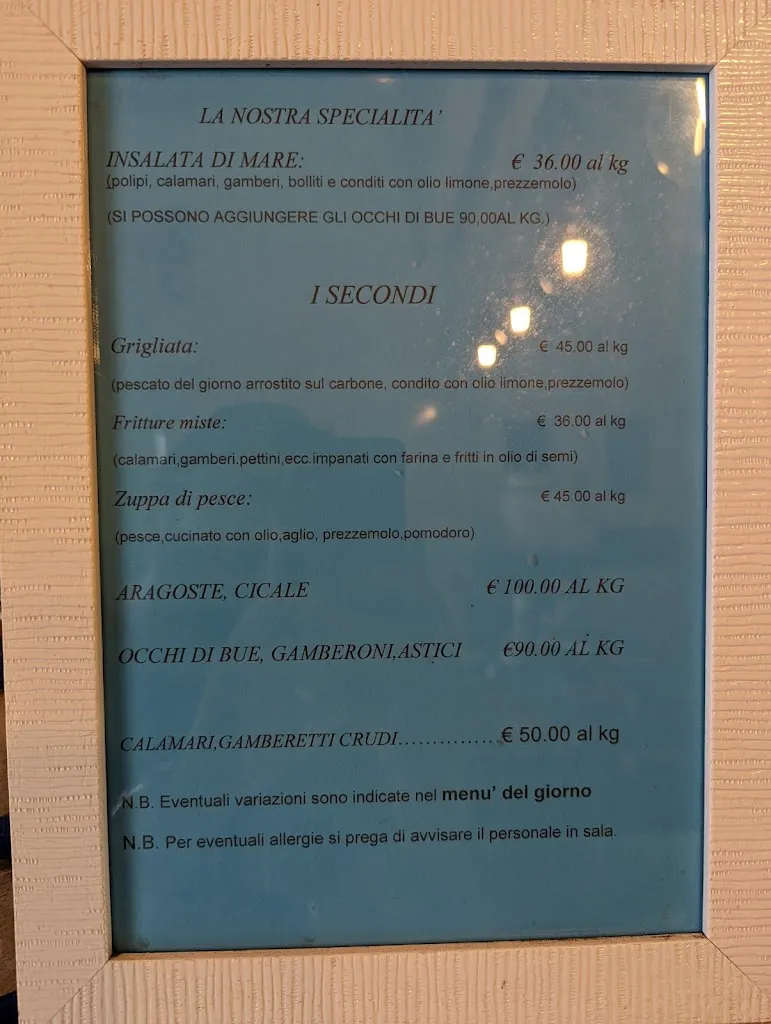 LA NOSTRA SPECIALITA'
INSALATA DI MARE: € 36.00 al kg
(polipi, calamari, gamberi, bolliti e conditi con olio limone,prezzemolo)
(SI POSSONO AGGIUNGERE GLI OCCHI DI BUE 90,00AL KG.)
I SECONDI
Grigliata: € 45.00 al kg
(pescato del giorno arrostito sul carbone, condito con olio limone,prezzemolo)
Fritture miste: € 36.00 al kg
(calamari,gamberi.pettini,ecc.impanati con farina e fritti in olio di semi)
Zuppa di pesce: € 45.00 al kg
(pesce,cucinato con olio,aglio, prezzemolo,pomodoro)
ARAGOSTE, CICALE € 100.00 AL KG
OCCHI DI BUE, GAMBERONI,ASTICI €90.00 AL KG
CALAMARI,GAMBERETTI CRUDI...............€ 50.00 al kg
N.B. Eventuali variazioni sono indicate nel menu' del giorno
N.B. Per eventuali allergie si prega di avvisare il personale in sala.